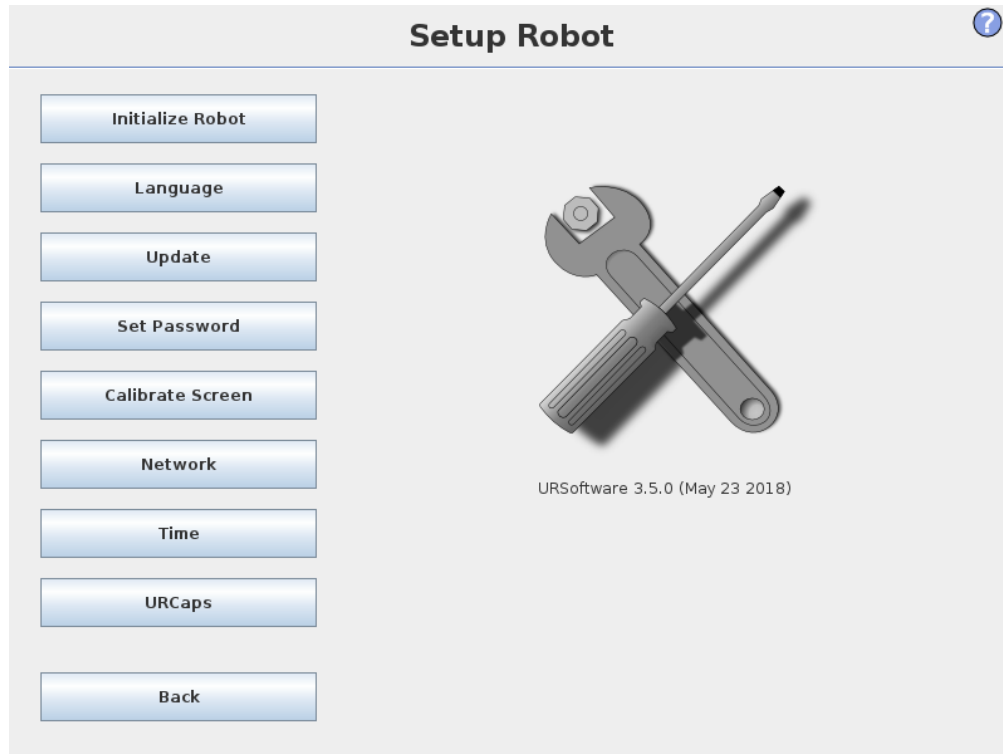 Setup Robot
?
Initialize Robot
Language
Update
Set Password
Calibrate Screen
Network
Time
URCaps
Back
URSoftware 3.5.0 (May 23 2018)